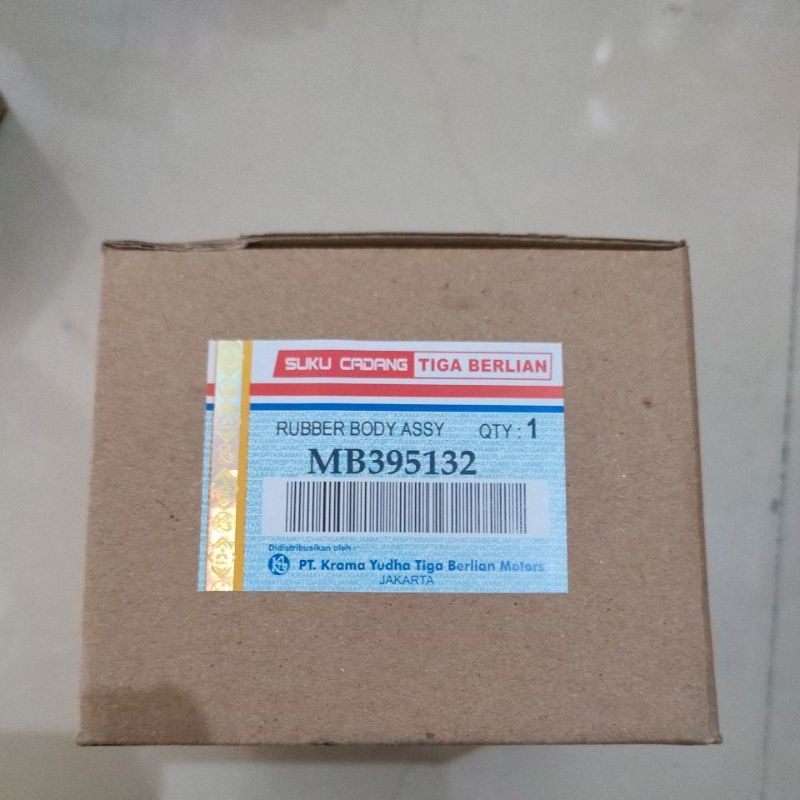 SUKU CADANG TIGA BERLIAN
RUBBER BODY ASSY QTY : 1
MB395132
Didistribusikan oleh :
PT. Krama Yudha Tiga Berlian Motors
JAKARTA